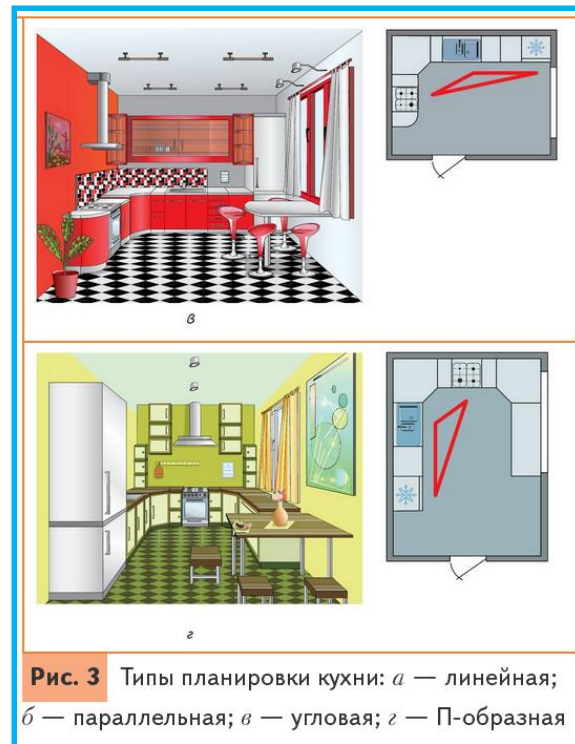 в
г
Рис. 3 Типы планировки кухни: а — линейная;
б — параллельная; в — угловая; г — П-образная